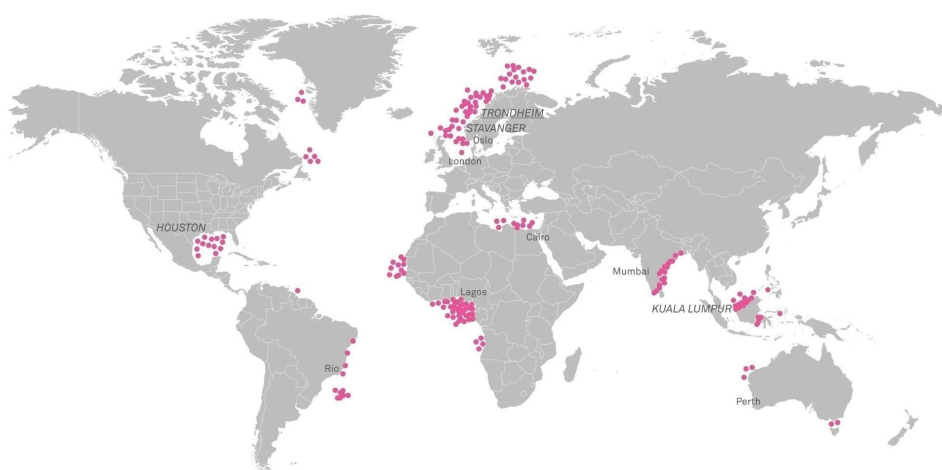 TRONDHEIM
STAVANGER
Oslo
London
HOUSTON
Cairo
Mumbai
Lagos
KUALA LUMPUR
Rio
Perth